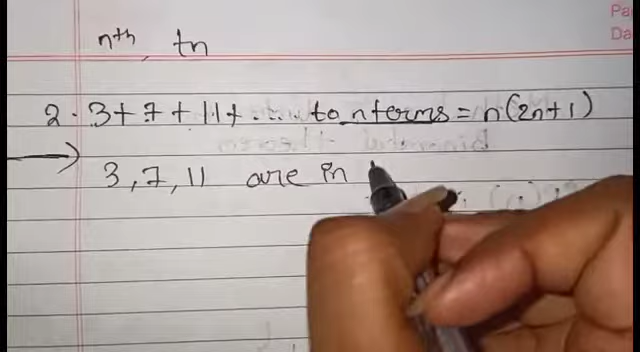 nth, tn
2. 3+7+11+ .... to n terms = n(2n+1)
3, 7, 11 are in